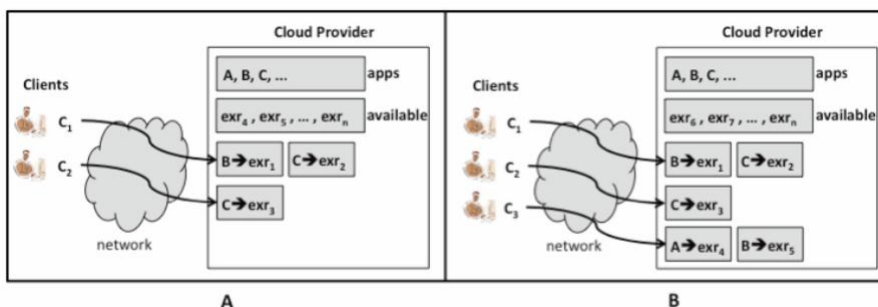 Cloud Provider
Clients
A, B, C, ... apps
exr₄ , exr₅ , ... , exrₙ available
C₁
C₂
B➔exr₁ C➔exr₂
C➔exr₃
network
A
Cloud Provider
Clients
A, B, C, ... apps
exr₆ , exr₇ , ... , exrₙ available
C₁
C₂
C₃
B➔exr₁ C➔exr₂
C➔exr₃
A➔exr₄ B➔exr₅
network
B